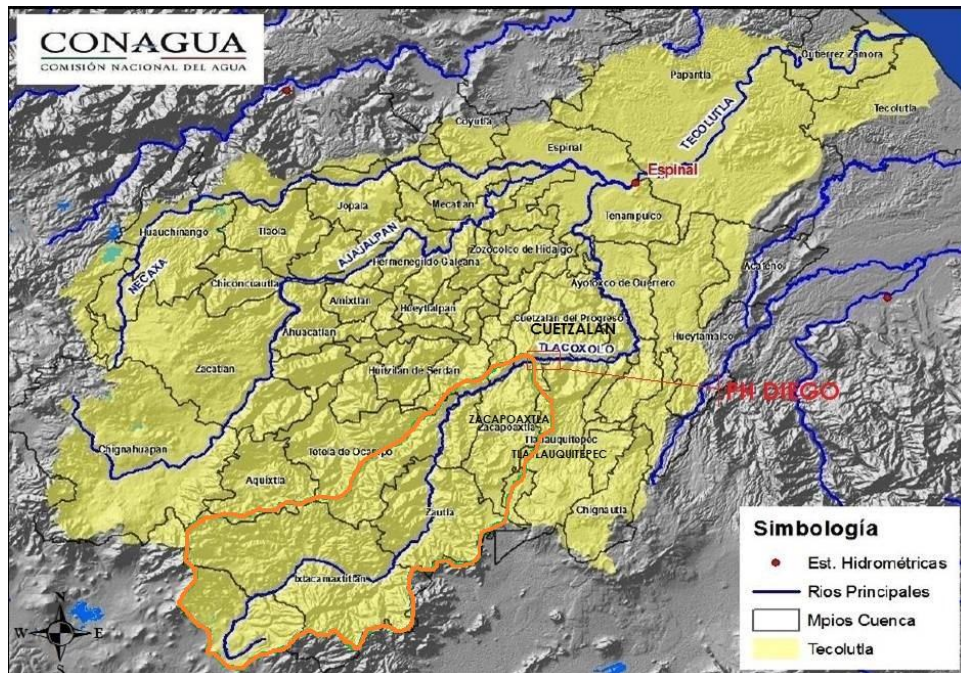 CONAGUA
COMISIÓN NACIONAL DEL AGUA
Gutierrez Zamora
Papantla
Tecolutla
TECOLUTLA
Coyutla
Espinal
Espinal
Mecatlan
Jopala
Tlaola
Huauchinango
Tenampulco
AJAJALPAN
Zozocolco de Hidalgo
Hermenegildo Galeana
NECAXA
Chiconcuautla
Ayotoxco de Guerrero
Acateno
Amixtlan
Hueytlalpan
Cuetzalan del Progreso
CUETZALAN
Ahuacatlan
Hueytamalco
TLACOXOLO
Zacatlan
Huitzilan de Serdan
PH DIEGO
ZACAPOAXTLA
Zacapoaxtla
Chignahuapan
Tetela de Ocampo
Tlatlauquitepec
TLATLAUQUITEPEC
Aquixtla
Zautla
Chignautla
Ixtacamaxtitlan
N
W
E
S
Simbología
Est. Hidrométricas
Rios Principales
Mpios Cuenca
Tecolutla